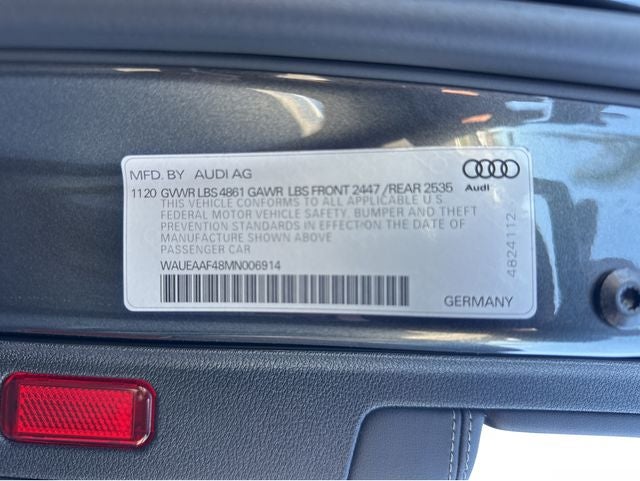 MFD. BY AUDI AG
1120 GVWR LBS 4861 GAWR LBS FRONT 2447 /REAR 2535
THIS VEHICLE CONFORMS TO ALL APPLICABLE U.S.
FEDERAL MOTOR VEHICLE SAFETY, BUMPER AND THEFT
PREVENTION STANDARDS IN EFFECT ON THE DATE OF
MANUFACTURE SHOWN ABOVE
PASSENGER CAR
WAUEAAF48MN006914
Audi
4824112
GERMANY